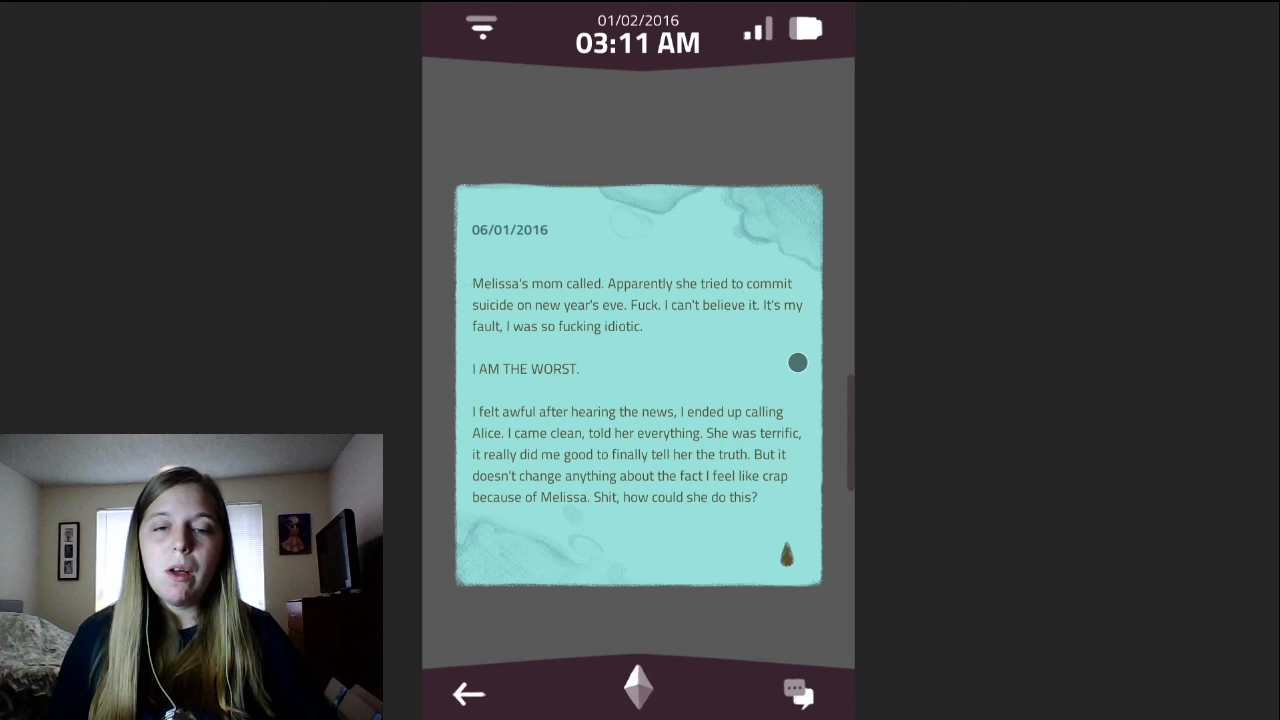 01/02/2016
03:11 AM
06/01/2016
Melissa's mom called. Apparently she tried to commit
suicide on new year's eve. Fuck. I can't believe it. It's my
fault, I was so fucking idiotic.
I AM THE WORST.
I felt awful after hearing the news, I ended up calling
Alice. I came clean, told her everything. She was terrific,
it really did me good to finally tell her the truth. But it
doesn't change anything about the fact I feel like crap
because of Melissa. Shit, how could she do this?